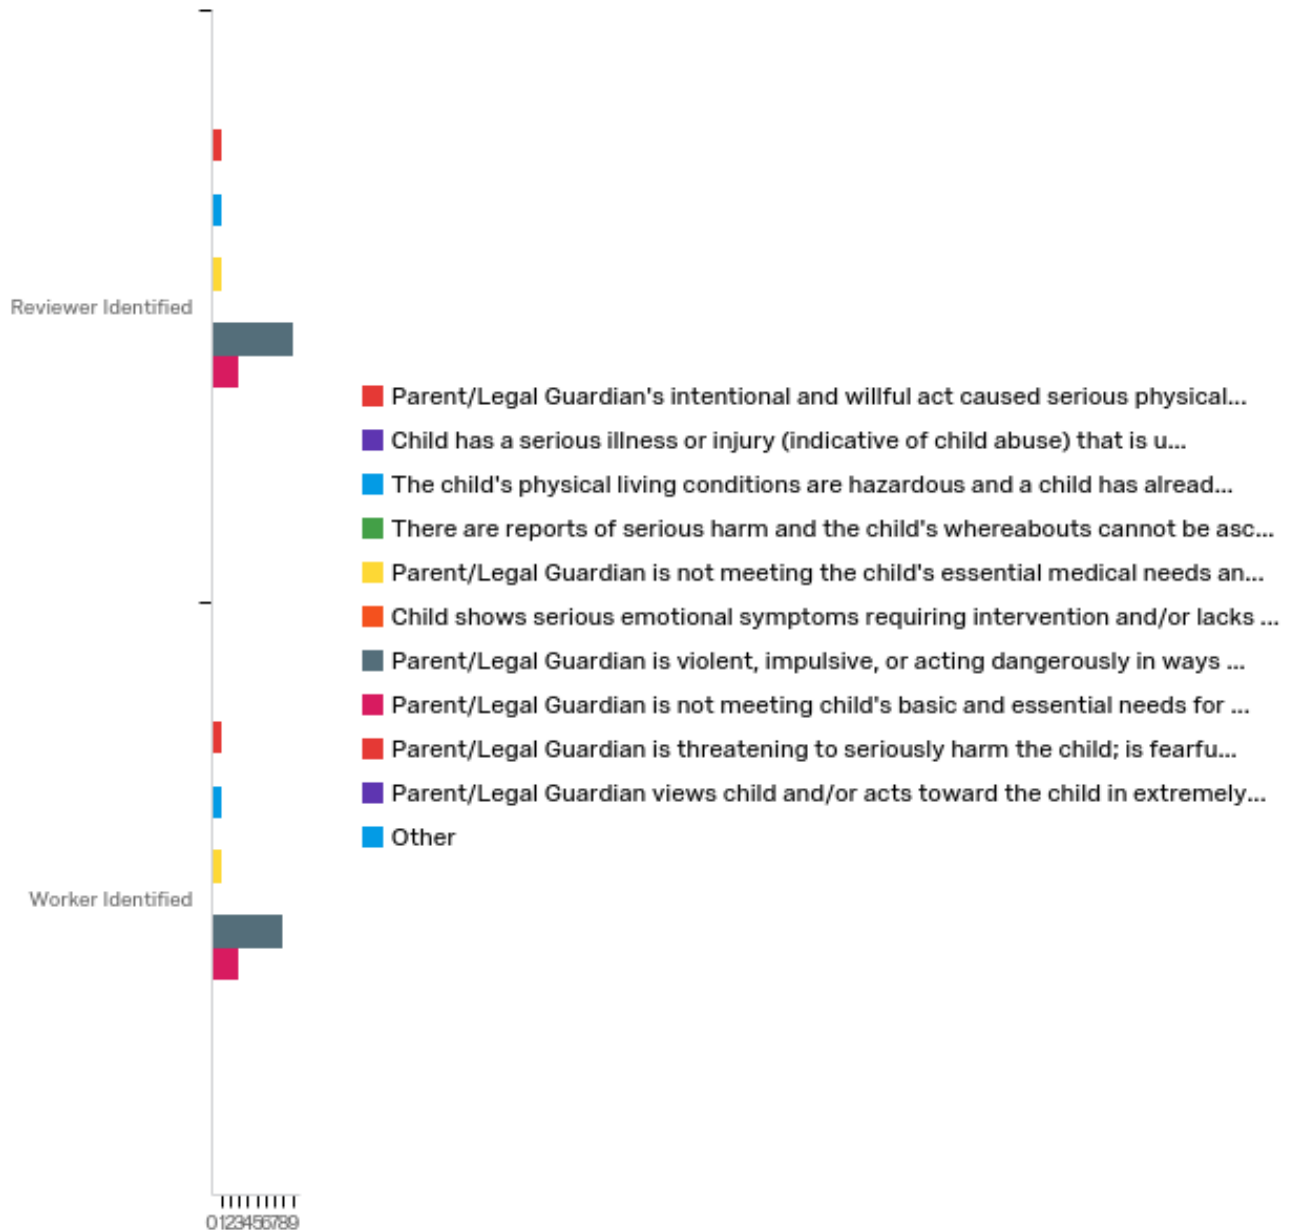 Reviewer Identified
Parent/Legal Guardian's intentional and willful act caused serious physical...
Child has a serious illness or injury (indicative of child abuse) that is u...
The child's physical living conditions are hazardous and a child has alread...
There are reports of serious harm and the child's whereabouts cannot be asc...
Parent/Legal Guardian is not meeting the child's essential medical needs an...
Child shows serious emotional symptoms requiring intervention and/or lacks ...
Parent/Legal Guardian is violent, impulsive, or acting dangerously in ways ...
Parent/Legal Guardian is not meeting child's basic and essential needs for ...
Parent/Legal Guardian is threatening to seriously harm the child; is fearfu...
Parent/Legal Guardian views child and/or acts toward the child in extremely...
Other
Worker Identified
0123456789